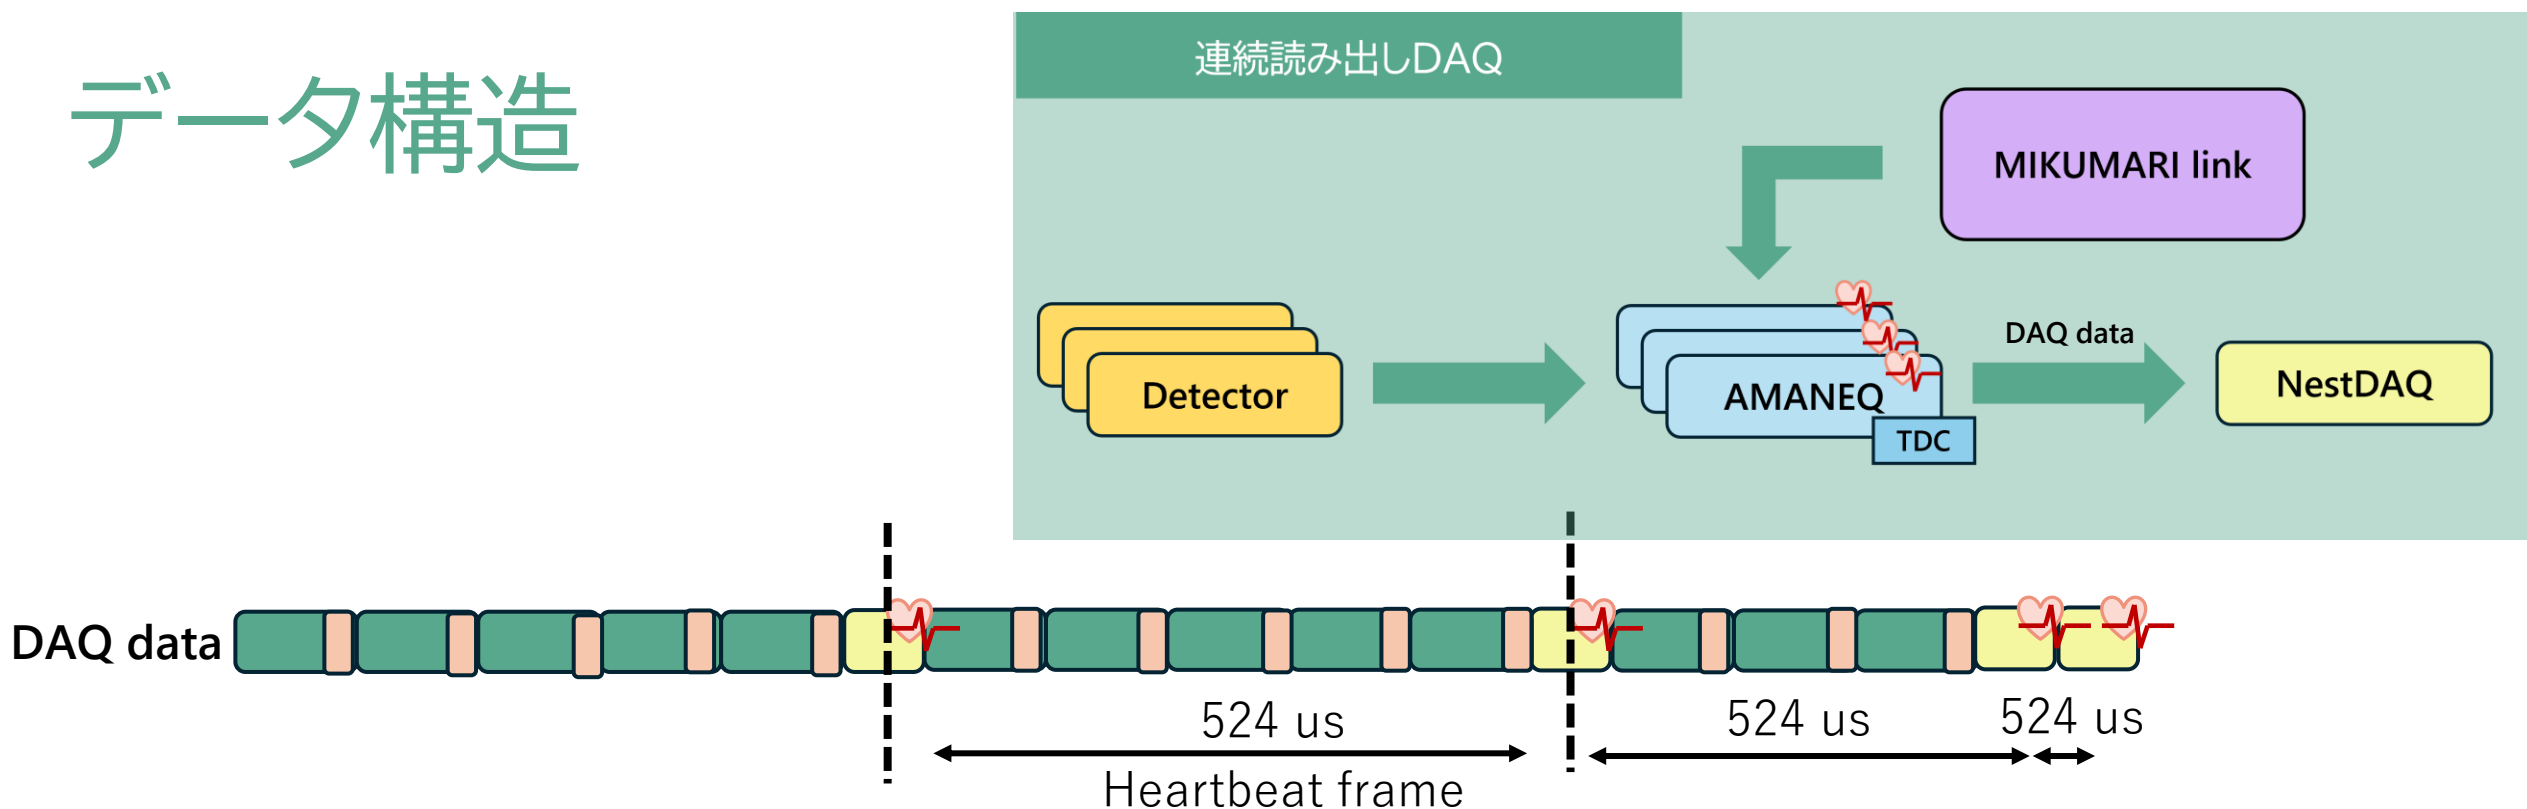 データ構造
連続読み出しDAQ
MIKUMARI link
Detector
AMANEQ
TDC
DAQ data
NestDAQ
DAQ data
524 us
524 us
524 us
Heartbeat frame